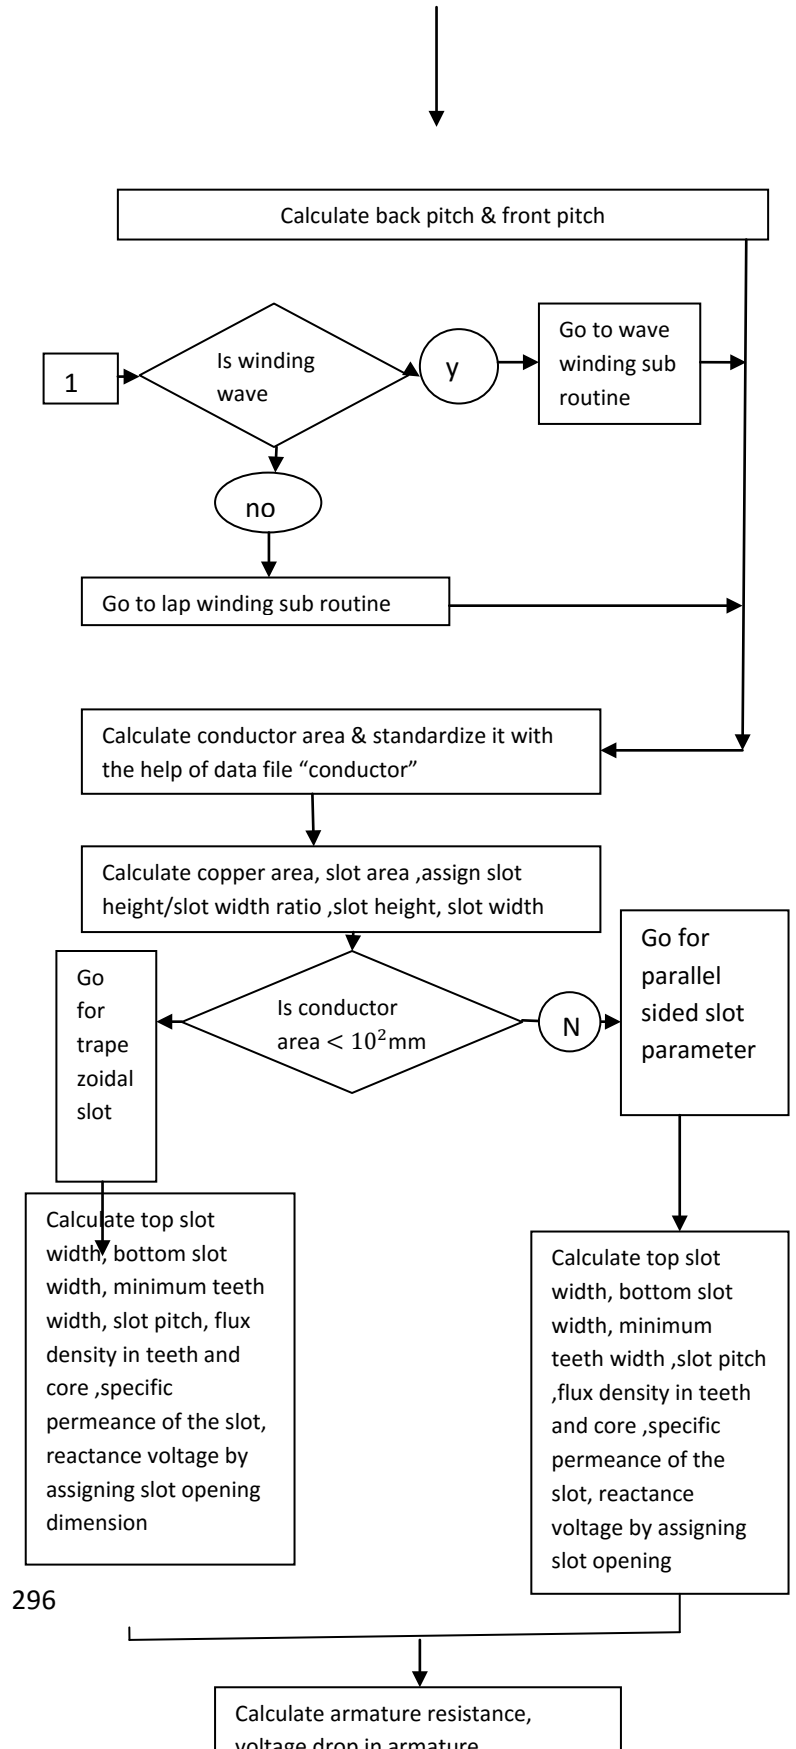 Calculate back pitch & front pitch
1
Is winding
wave
y
Go to wave
winding sub
routine
no
Go to lap winding sub routine
Calculate conductor area & standardize it with
the help of data file “conductor”
Calculate copper area, slot area ,assign slot
height/slot width ratio ,slot height, slot width
Go
for
trape
zoidal
slot
Is conductor
area < 10²mm
N
Go for
parallel
sided slot
parameter
Calculate top slot
width, bottom slot
width, minimum teeth
width, slot pitch, flux
density in teeth and
core ,specific
permeance of the slot,
reactance voltage by
assigning slot opening
dimension
Calculate top slot
width, bottom slot
width, minimum
teeth width ,slot pitch
,flux density in teeth
and core ,specific
permeance of the
slot, reactance
voltage by assigning
slot opening
296
Calculate armature resistance,
voltage drop in armature